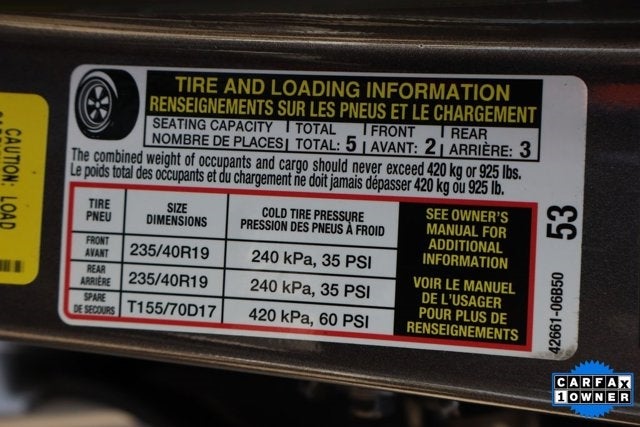 TIRE AND LOADING INFORMATION
RENSEIGNEMENTS SUR LES PNEUS ET LE CHARGEMENT
SEATING CAPACITY TOTAL FRONT REAR
NOMBRE DE PLACES TOTAL: 5 AVANT: 2 ARRIÈRE: 3
The combined weight of occupants and cargo should never exceed 420 kg or 925 lbs.
Le poids total des occupants et du chargement ne doit jamais dépasser 420 kg ou 925 lb.
TIRE SIZE COLD TIRE PRESSURE
PNEU DIMENSIONS PRESSION DES PNEUS À FROID
FRONT
AVANT 235/40R19 240 kPa, 35 PSI
REAR
ARRIÈRE 235/40R19 240 kPa, 35 PSI
SPARE
DE SECOURS T155/70D17 420 kPa, 60 PSI
SEE OWNER'S
MANUAL FOR
ADDITIONAL
INFORMATION
VOIR LE MANUEL
DE L'USAGER
POUR PLUS DE
RENSEIGNEMENTS
53
42661-06B50
CAUTION: LOAD
CARFAX
1 OWNER